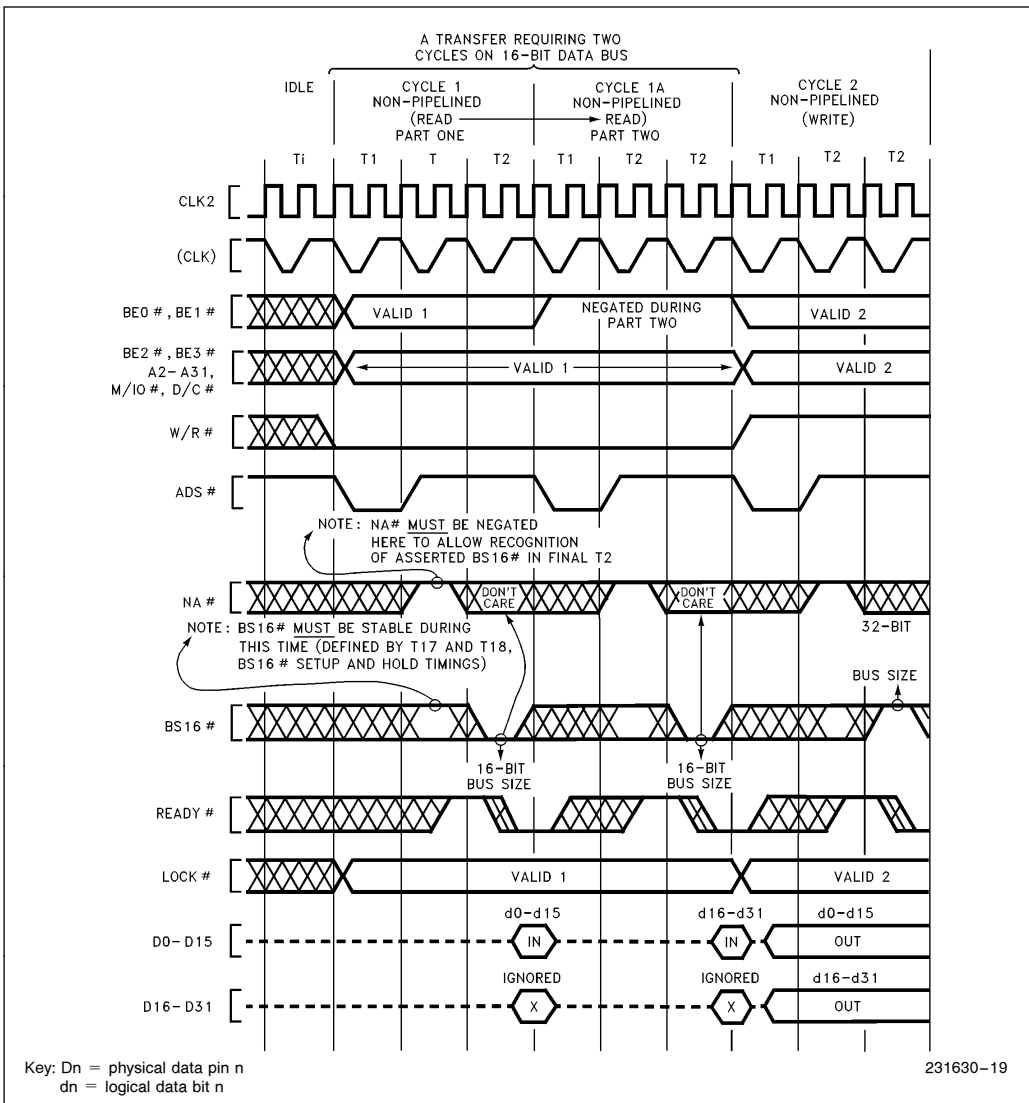 A TRANSFER REQUIRING TWO
CYCLES ON 16-BIT DATA BUS
IDLE
CYCLE 1
NON-PIPELINED
(READ
PART ONE
CYCLE 1A
NON-PIPELINED
READ)
PART TWO
CYCLE 2
NON-PIPELINED
(WRITE)
Ti T1 T T2 T1 T2 T2 T1 T2 T2
CLK2
(CLK)
BE0 #, BE1 # VALID 1 NEGATED DURING VALID 2
PART TWO
BE2 #, BE3 #
A2-A31, VALID 1 VALID 2
M/IO #, D/C #
W/R #
ADS #
NOTE: NA# MUST BE NEGATED
HERE TO ALLOW RECOGNITION
OF ASSERTED BS16# IN FINAL T2
NA # DON'T CARE DON'T CARE
32-BIT
BUS SIZE
NOTE: BS16# MUST BE STABLE DURING
THIS TIME (DEFINED BY T17 AND T18,
BS16 # SETUP AND HOLD TIMINGS)
BS16 #
16-BIT 16-BIT
BUS SIZE BUS SIZE
READY #
LOCK # VALID 1 VALID 2
d0-d15 d16-d31 d0-d15
D0-D15 IN IN OUT
IGNORED IGNORED d16-d31
D16-D31 X X OUT
Key: Dn = physical data pin n
dn = logical data bit n
231630-19